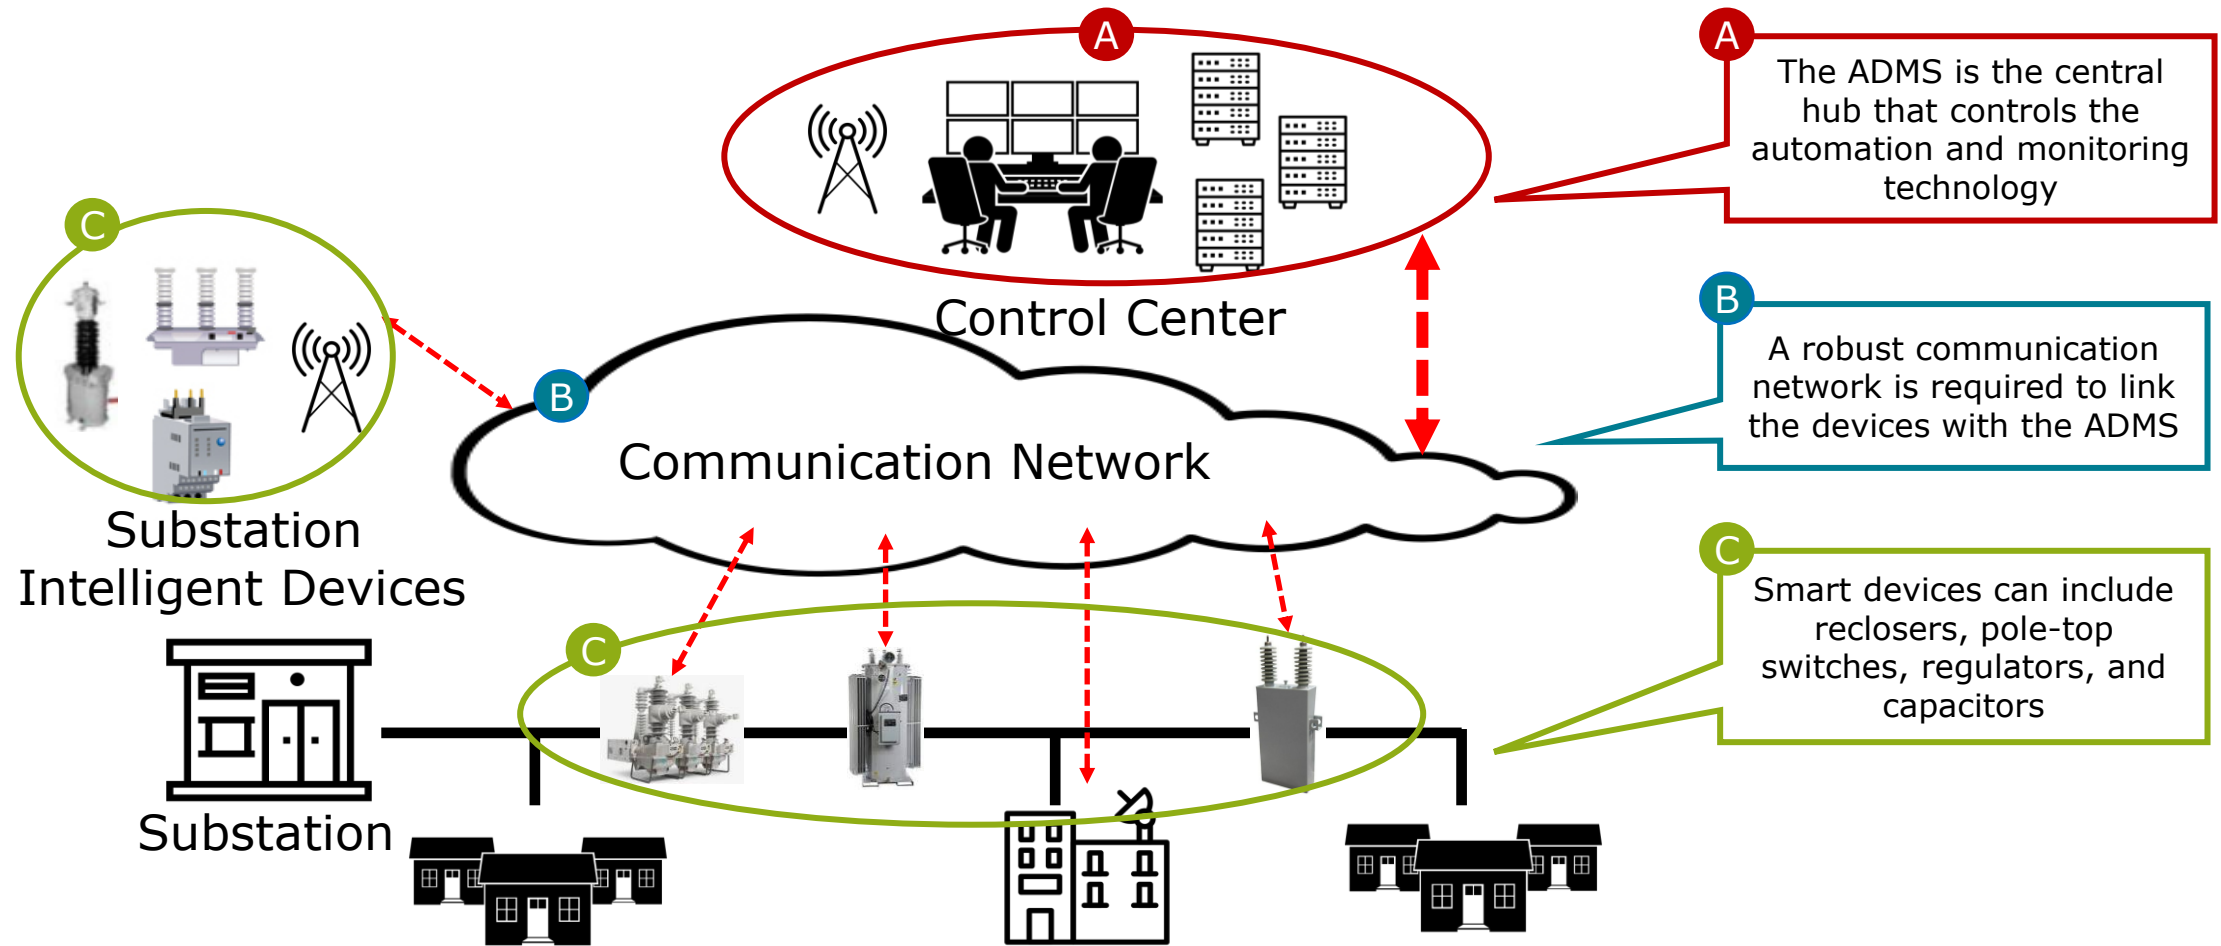 A
A
The ADMS is the central
hub that controls the
automation and monitoring
technology
C
Control Center
B
A robust communication
network is required to link
the devices with the ADMS
B
Communication Network
Substation
Intelligent Devices
C
Smart devices can include
reclosers, pole-top
switches, regulators, and
capacitors
C
Substation